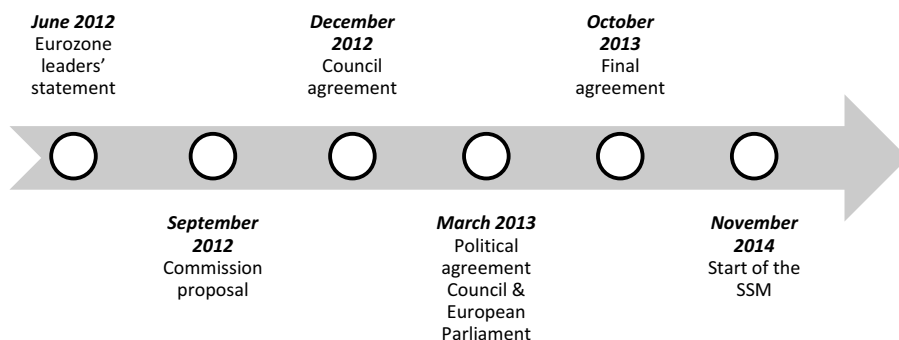 June 2012
Eurozone
leaders’
statement
September
2012
Commission
proposal
December
2012
Council
agreement
March 2013
Political
agreement
Council &
European
Parliament
October
2013
Final
agreement
November
2014
Start of the
SSM